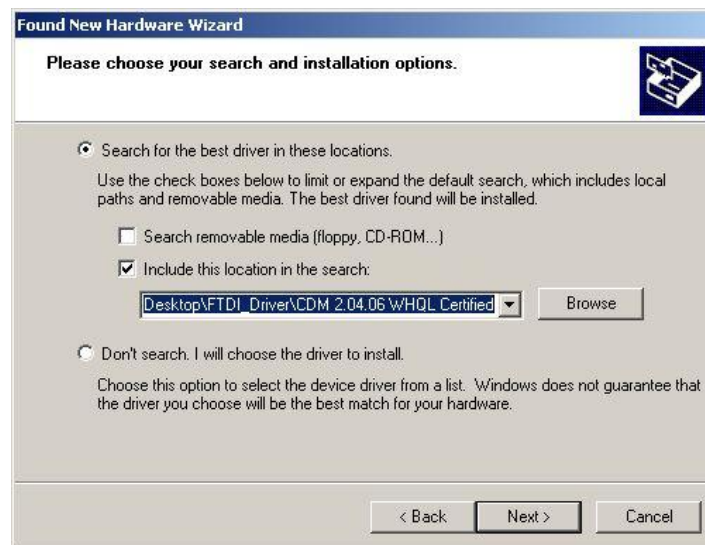 Found New Hardware Wizard
Please choose your search and installation options.
Search for the best driver in these locations.
Use the check boxes below to limit or expand the default search, which includes local
paths and removable media. The best driver found will be installed.
Search removable media (floppy, CD-ROM...)
Include this location in the search:
Desktop\FTDI_Driver\CDM 2.04.06 WHQL Certified
Browse
Don't search. I will choose the driver to install.
Choose this option to select the device driver from a list. Windows does not guarantee that
the driver you choose will be the best match for your hardware.
< Back
Next >
Cancel